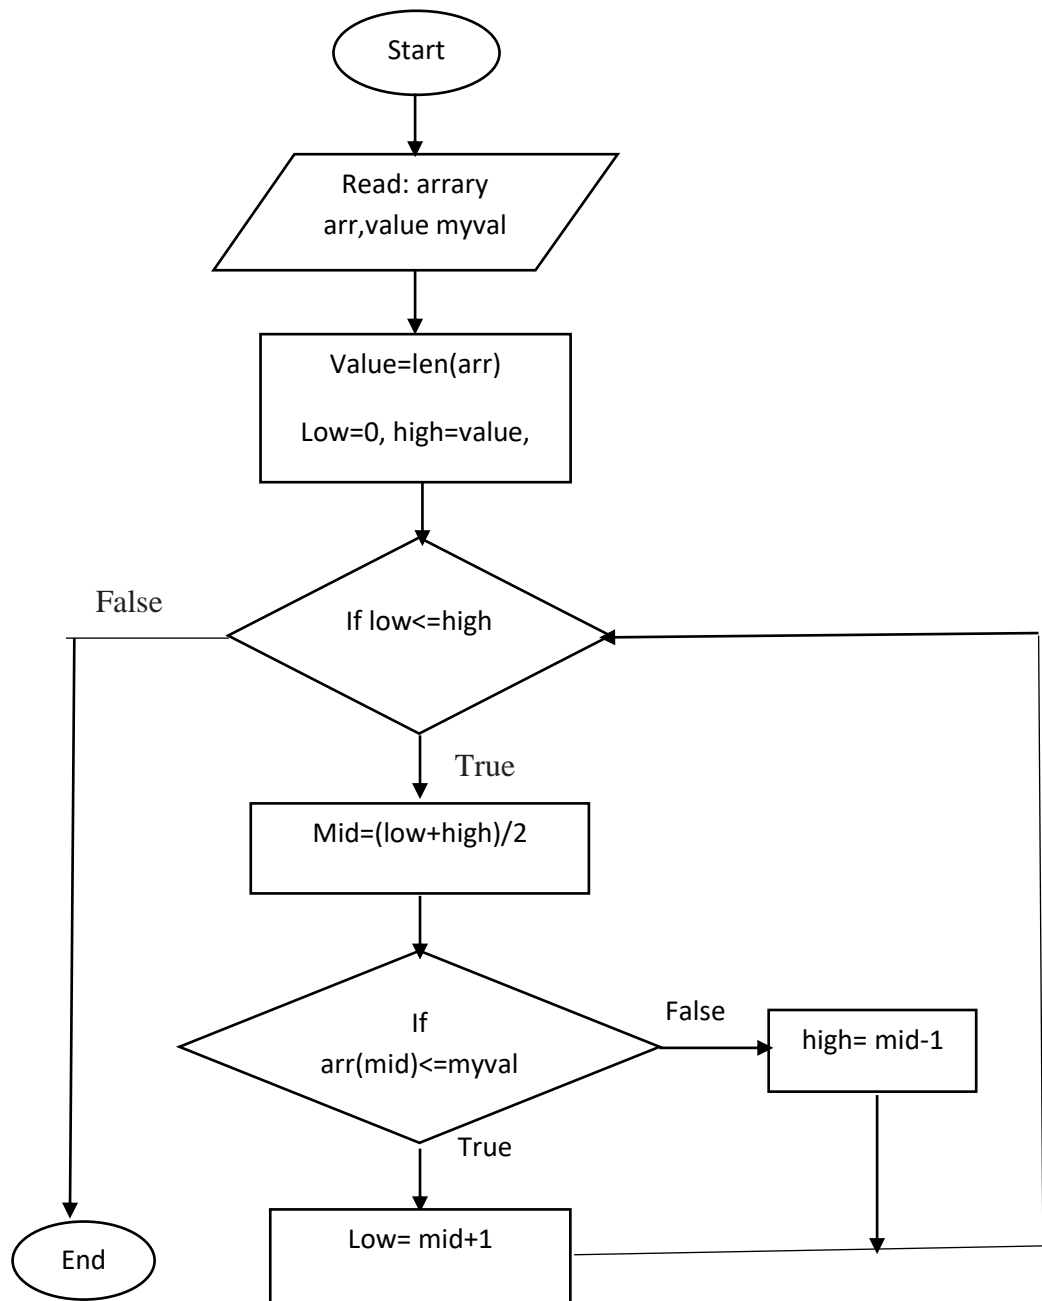 Start
Read: arrary
arr,value myval
Value=len(arr)
Low=0, high=value,
False
If low<=high
True
Mid=(low+high)/2
If
arr(mid)<=myval
False
high= mid-1
True
Low= mid+1
End